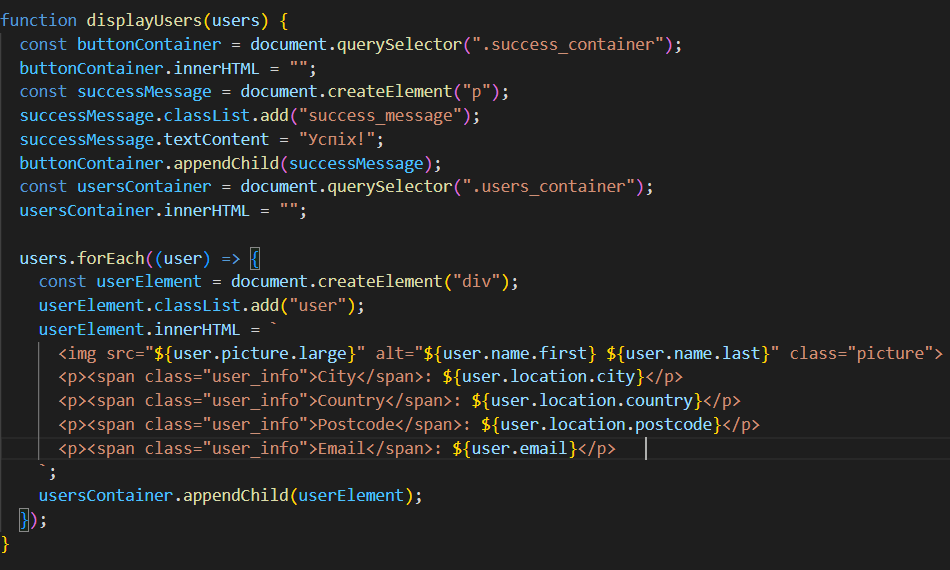 function displayUsers(users) {
const buttonContainer = document.querySelector(".success_container");
buttonContainer.innerHTML = "";
const successMessage = document.createElement("p");
successMessage.classList.add("success_message");
successMessage.textContent = "Успіх!";
buttonContainer.appendChild(successMessage);
const usersContainer = document.querySelector(".users_container");
usersContainer.innerHTML = "";
users.forEach((user) => {
const userElement = document.createElement("div");
userElement.classList.add("user");
userElement.innerHTML = `
<img src="${user.picture.large}" alt="${user.name.first} ${user.name.last}" class="picture">
<p><span class="user_info">City</span>: ${user.location.city}</p>
<p><span class="user_info">Country</span>: ${user.location.country}</p>
<p><span class="user_info">Postcode</span>: ${user.location.postcode}</p>
<p><span class="user_info">Email</span>: ${user.email}</p>
`;
usersContainer.appendChild(userElement);
});
}